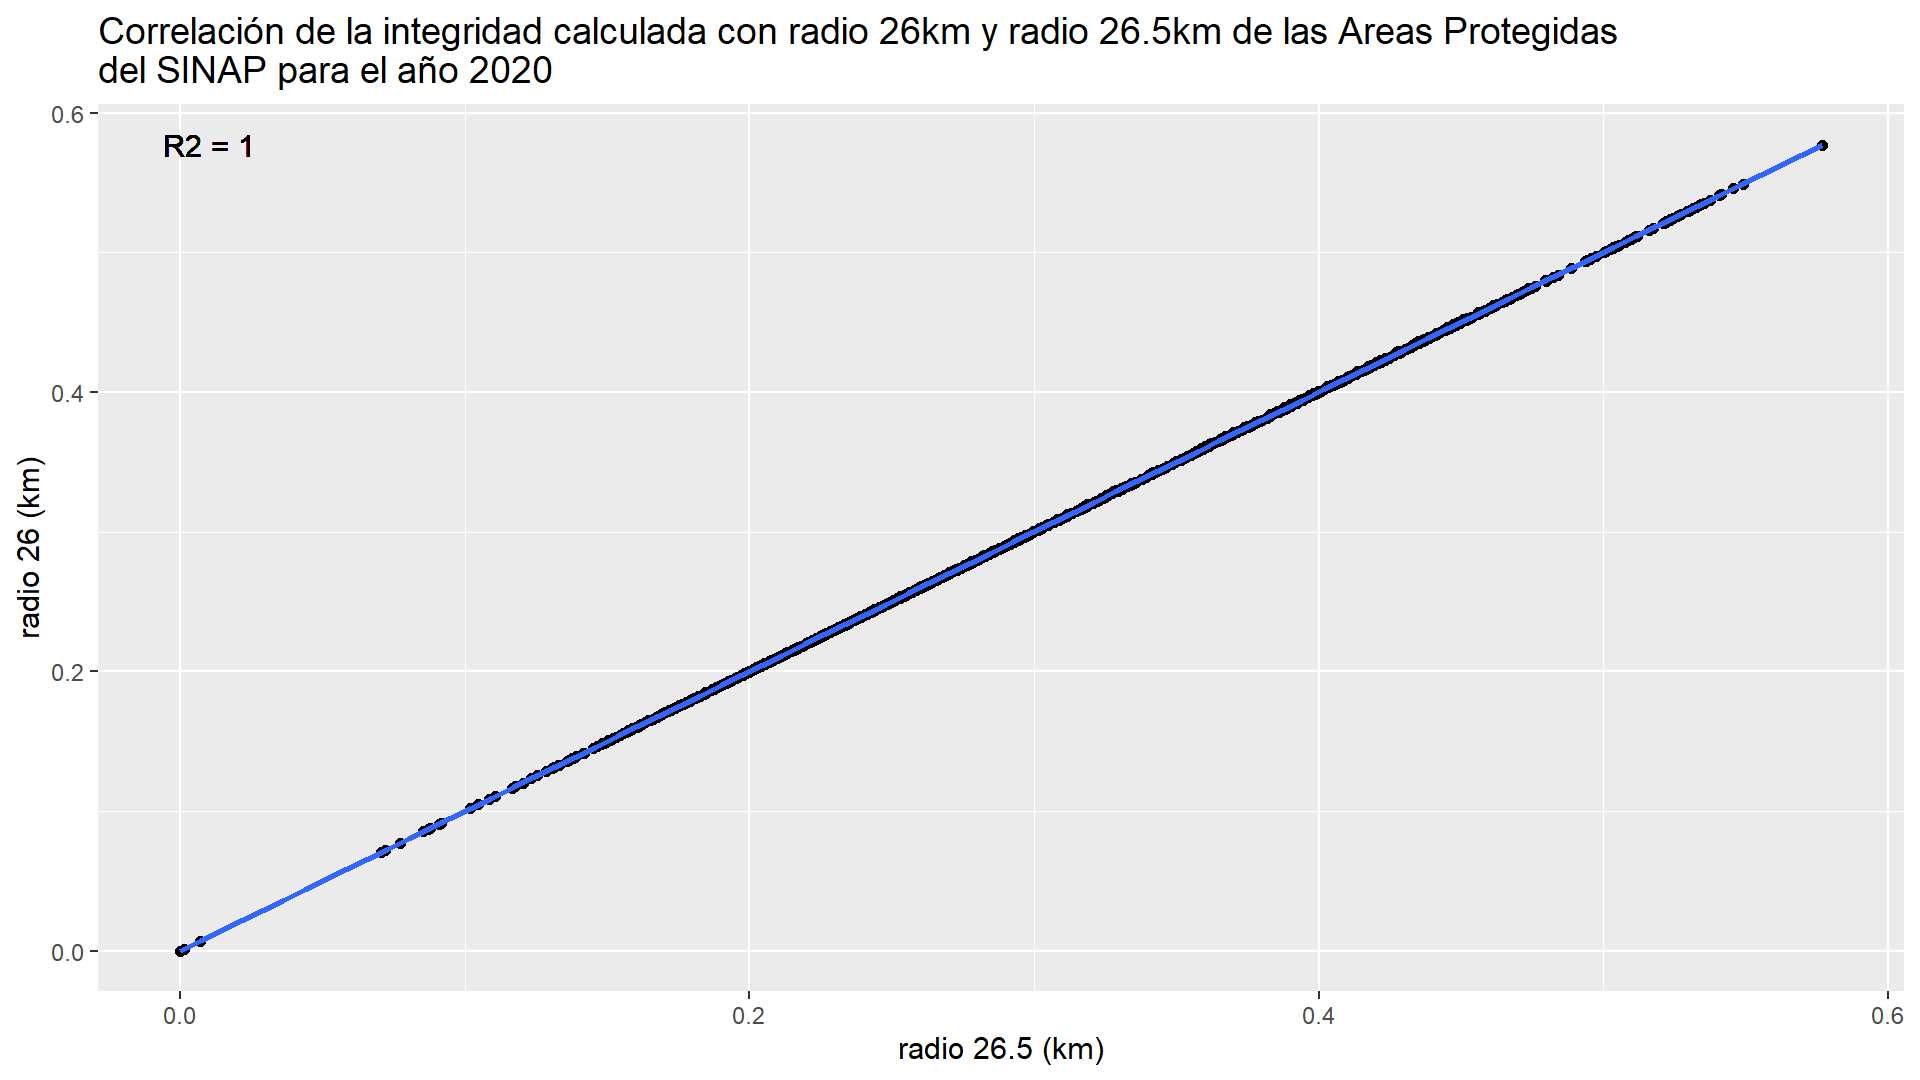 Correlación de la integridad calculada con radio 26km y radio 26.5km de las Areas Protegidas
del SINAP para el año 2020
R2 = 1
0.6
0.4
0.2
0.0
radio 26 (km)
0.0
0.2
0.4
0.6
radio 26.5 (km)